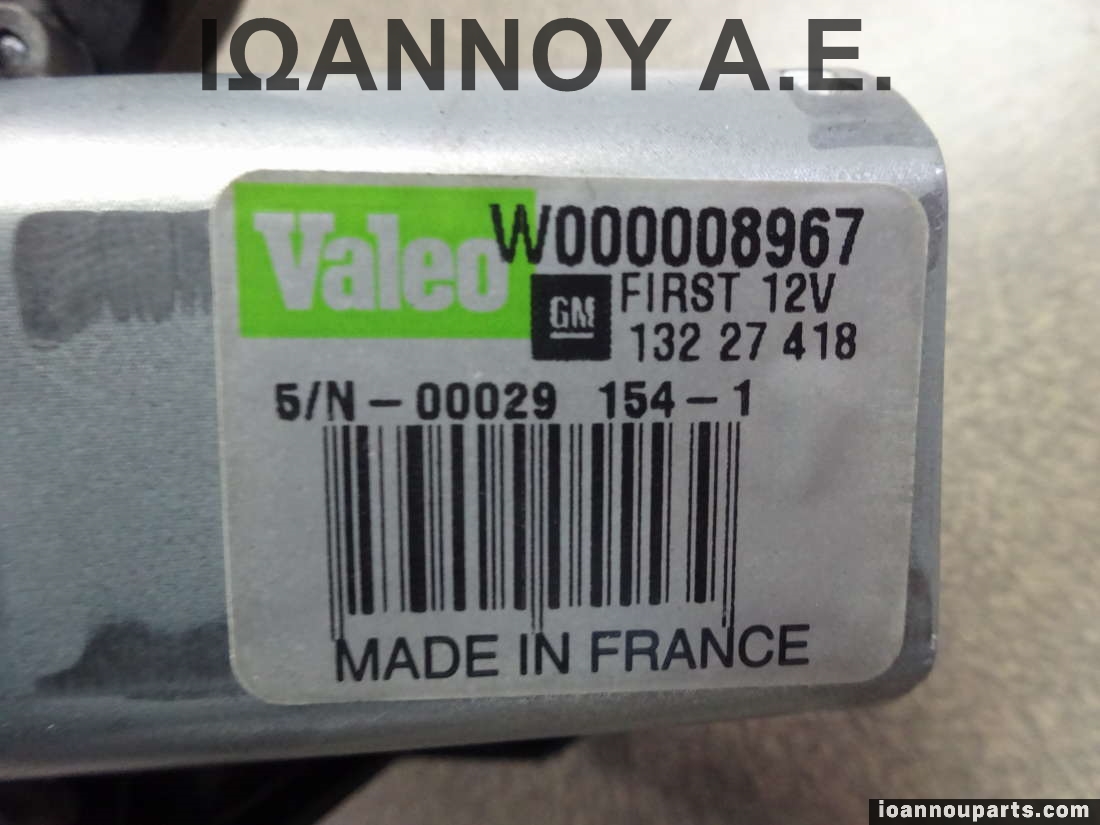 ΙΩΑΝΝΟΥ Α.Ε.
Valeo W000008967
GM FIRST 12V
132 27 418
5/N-00029 154-1
MADE IN FRANCE
ioannouparts.com